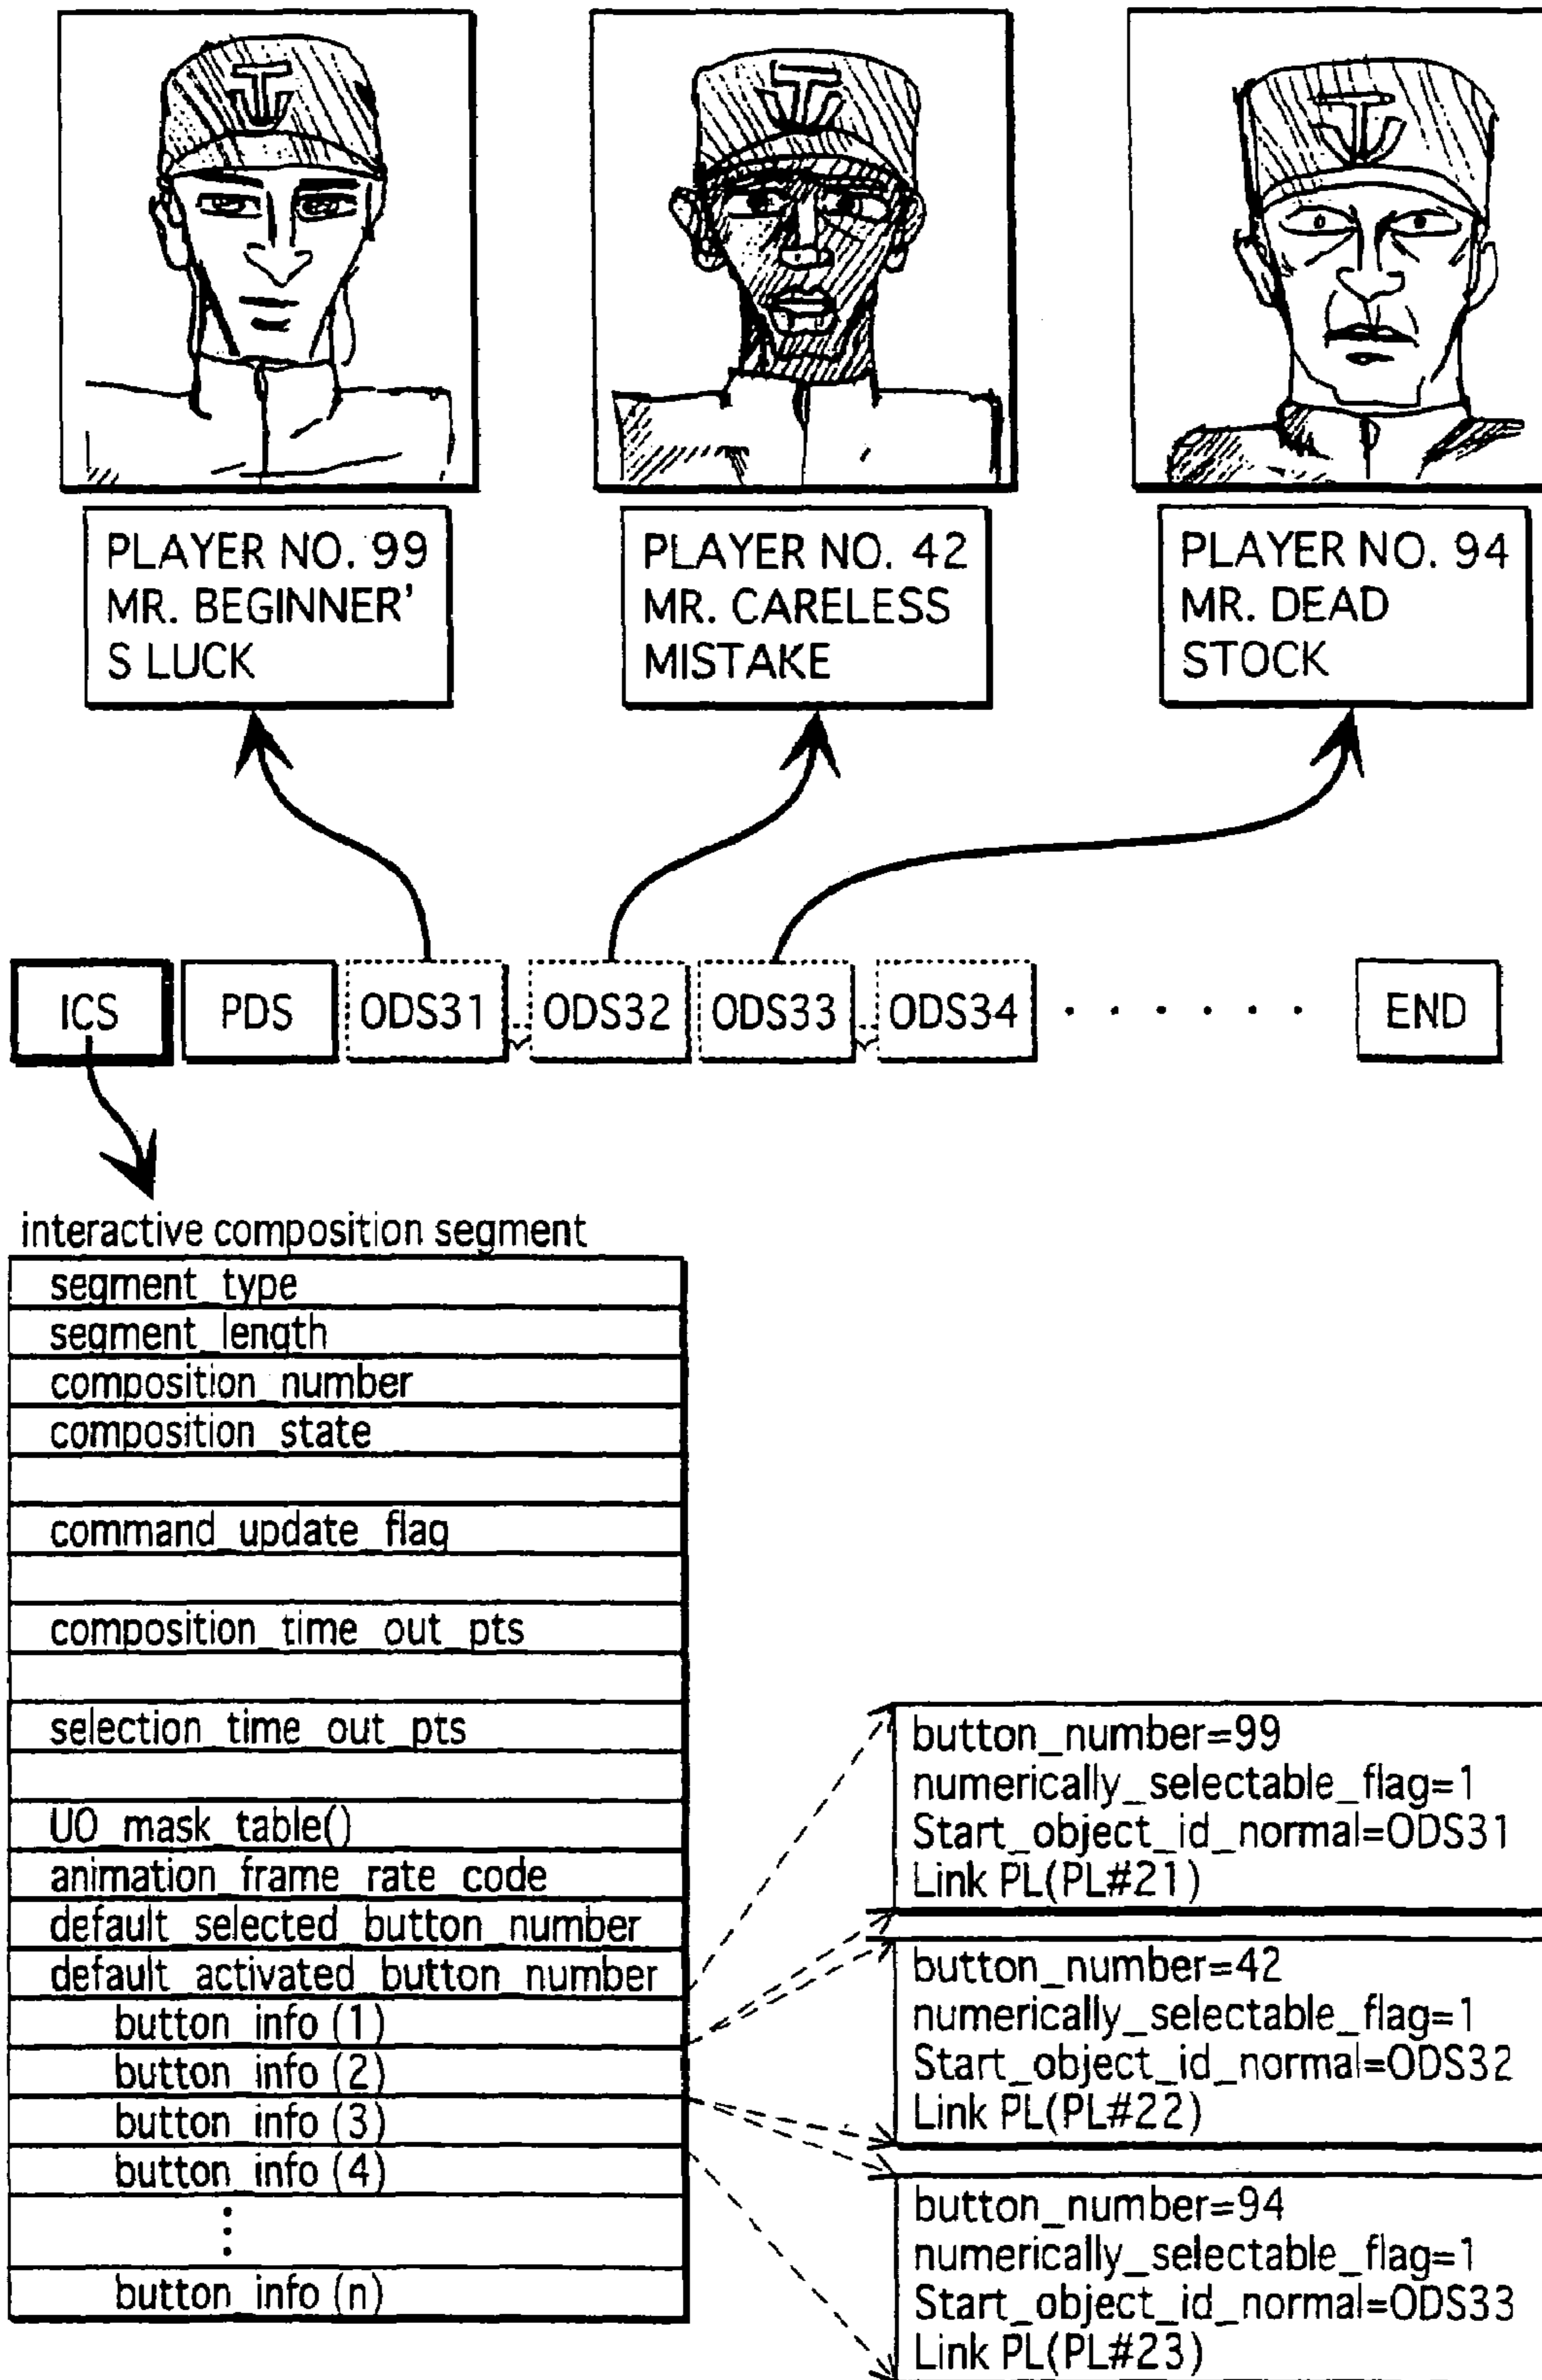 PLAYER NO. 99
MR. BEGINNER'
S LUCK
PLAYER NO. 42
MR. CARELESS
MISTAKE
PLAYER NO. 94
MR. DEAD
STOCK
ICS
PDS
ODS31
ODS32
ODS33
ODS34
. . . . . . .
END
interactive composition segment
segment_type
segment_length
composition_number
composition_state
command_update_flag
composition_time_out_pts
selection_time_out_pts
UO_mask_table()
animation_frame_rate_code
default_selected_button_number
default_activated_button_number
button_info (1)
button_info (2)
button_info (3)
button_info (4)
button_info (n)
button_number=99
numerically_selectable_flag=1
Start_object_id_normal=ODS31
Link PL(PL#21)
button_number=42
numerically_selectable_flag=1
Start_object_id_normal=ODS32
Link PL(PL#22)
button_number=94
numerically_selectable_flag=1
Start_object_id_normal=ODS33
Link PL(PL#23)